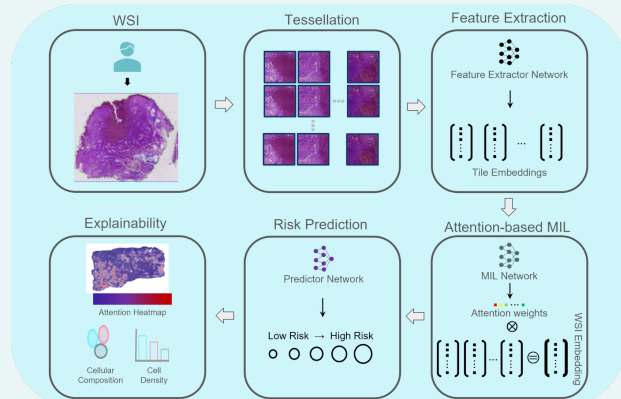 WSI
Tessellation
Feature Extraction
Feature Extractor Network
Tile Embeddings
Explainability
Attention Heatmap
Cellular
Composition
Cell
Density
Risk Prediction
Predictor Network
Low Risk → High Risk
Attention-based MIL
MIL Network
Attention weights
WSI Embedding